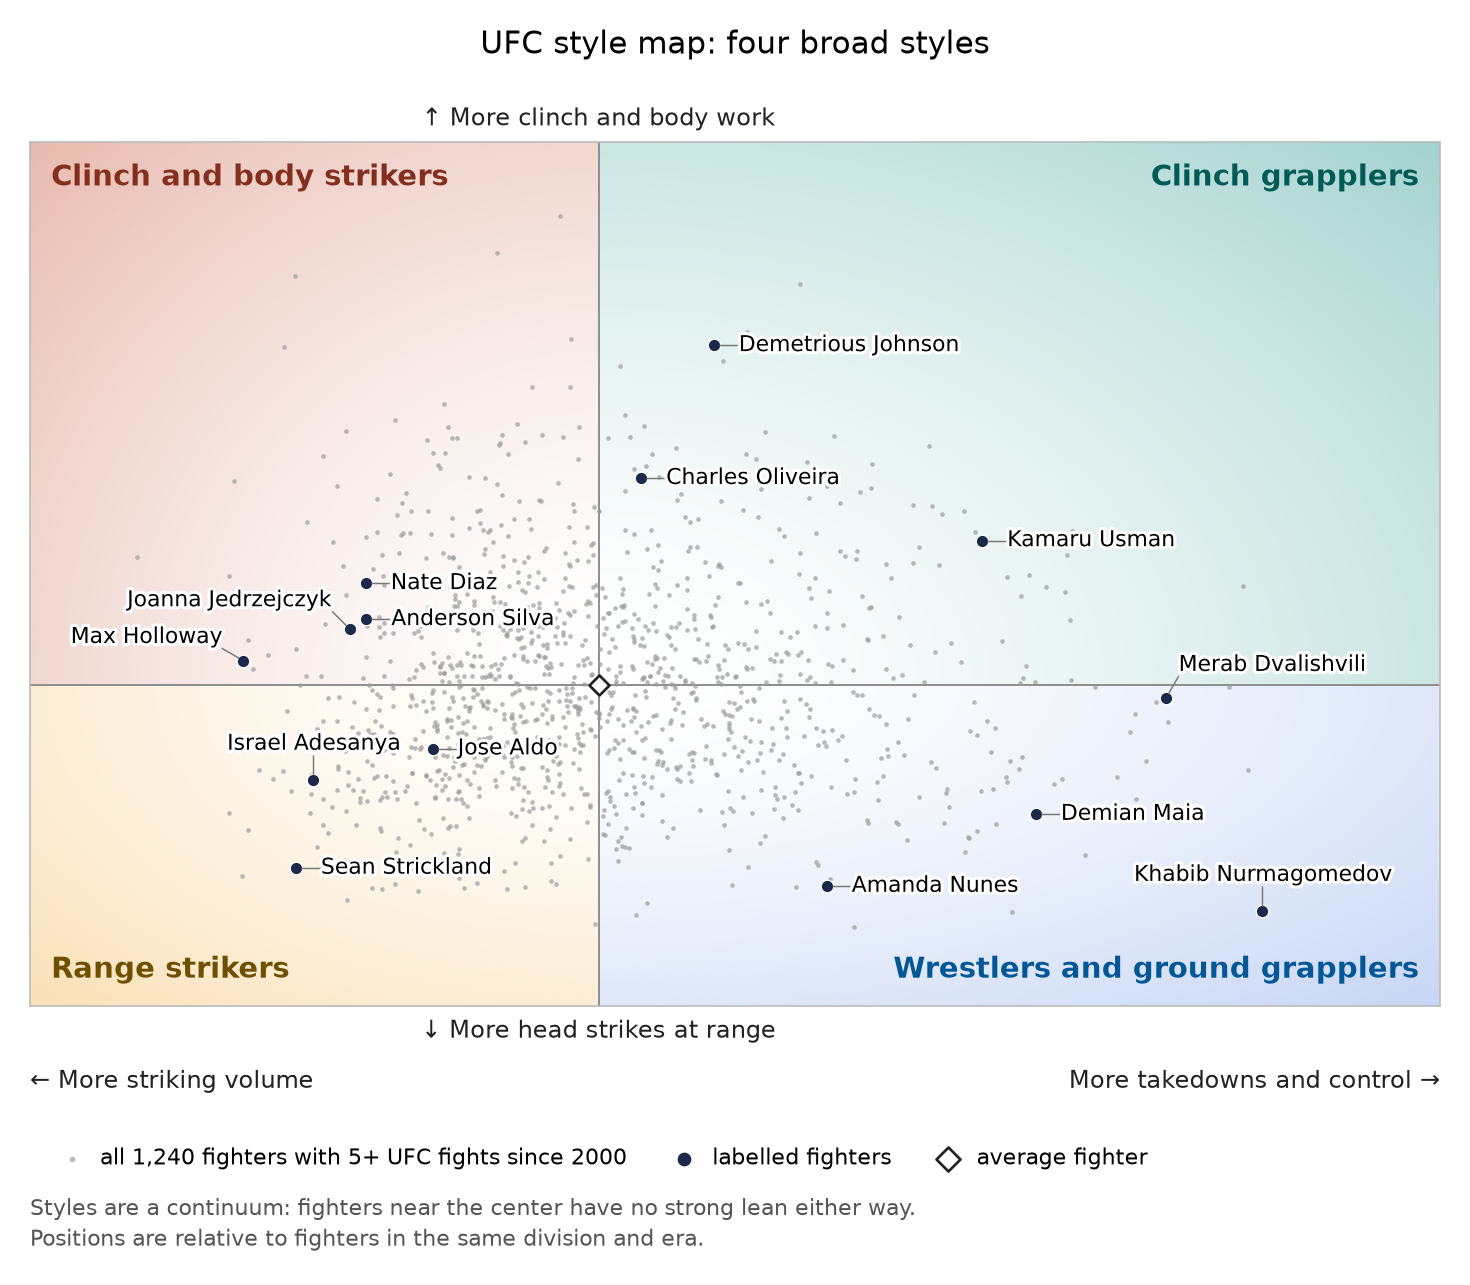 UFC style map: four broad styles
↑ More clinch and body work
Clinch and body strikers
Clinch grapplers
Demetrious Johnson
Charles Oliveira
Kamaru Usman
Nate Diaz
Joanna Jedrzejczyk
Anderson Silva
Max Holloway
Merab Dvalishvili
Israel Adesanya
Jose Aldo
Demian Maia
Sean Strickland
Khabib Nurmagomedov
Amanda Nunes
Range strikers
Wrestlers and ground grapplers
↓ More head strikes at range
← More striking volume
More takedowns and control →
all 1,240 fighters with 5+ UFC fights since 2000
labelled fighters
average fighter
Styles are a continuum: fighters near the center have no strong lean either way.
Positions are relative to fighters in the same division and era.